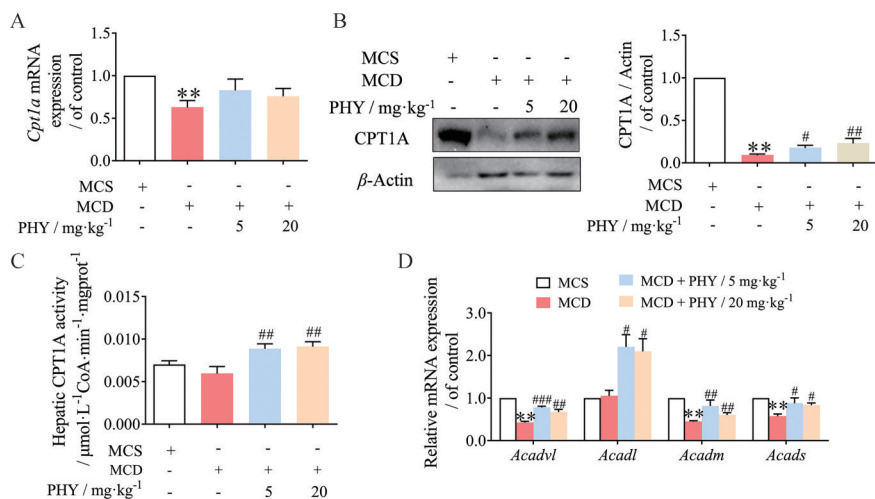 A
Cpt1a mRNA
expression
/ of control
1.5
1.0
0.5
0.0
**
MCS + - - -
MCD - + + +
PHY / mg·kg⁻¹ - - 5 20
B
MCS + - - -
MCD - + + +
PHY / mg·kg⁻¹ - - 5 20
CPT1A
β-Actin
CPT1A / Actin
/ of control
1.5
1.0
0.5
0.0
**
#
##
MCS + - - -
MCD - + + +
PHY / mg·kg⁻¹ - - 5 20
C
Hepatic CPT1A activity
/ μmol·L⁻¹CoA·min⁻¹·mgprot⁻¹
0.015
0.010
0.005
0.000
##
##
MCS + - - -
MCD - + + +
PHY / mg·kg⁻¹ - - 5 20
D
MCS
MCD
MCD + PHY / 5 mg·kg⁻¹
MCD + PHY / 20 mg·kg⁻¹
Relative mRNA expression
/ of control
3.0
2.0
1.0
0.0
** ### ##
# #
** ## ##
** # #
Acadvl Acadl Acadm Acads